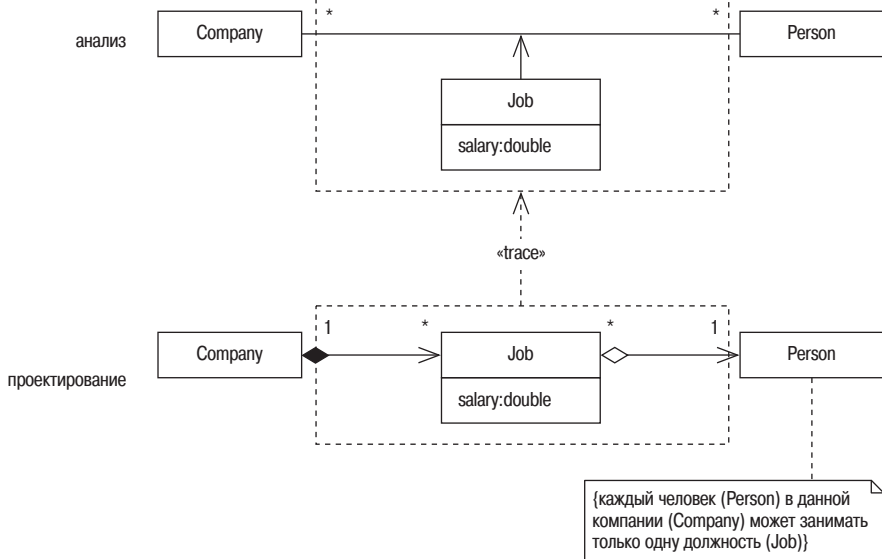 * *
анализ Company Person
Job
salary:double
«trace»
1 * * 1
Company Job Person
проектирование
salary:double
{каждый человек (Person) в данной
компании (Company) может занимать
только одну должность (Job)}